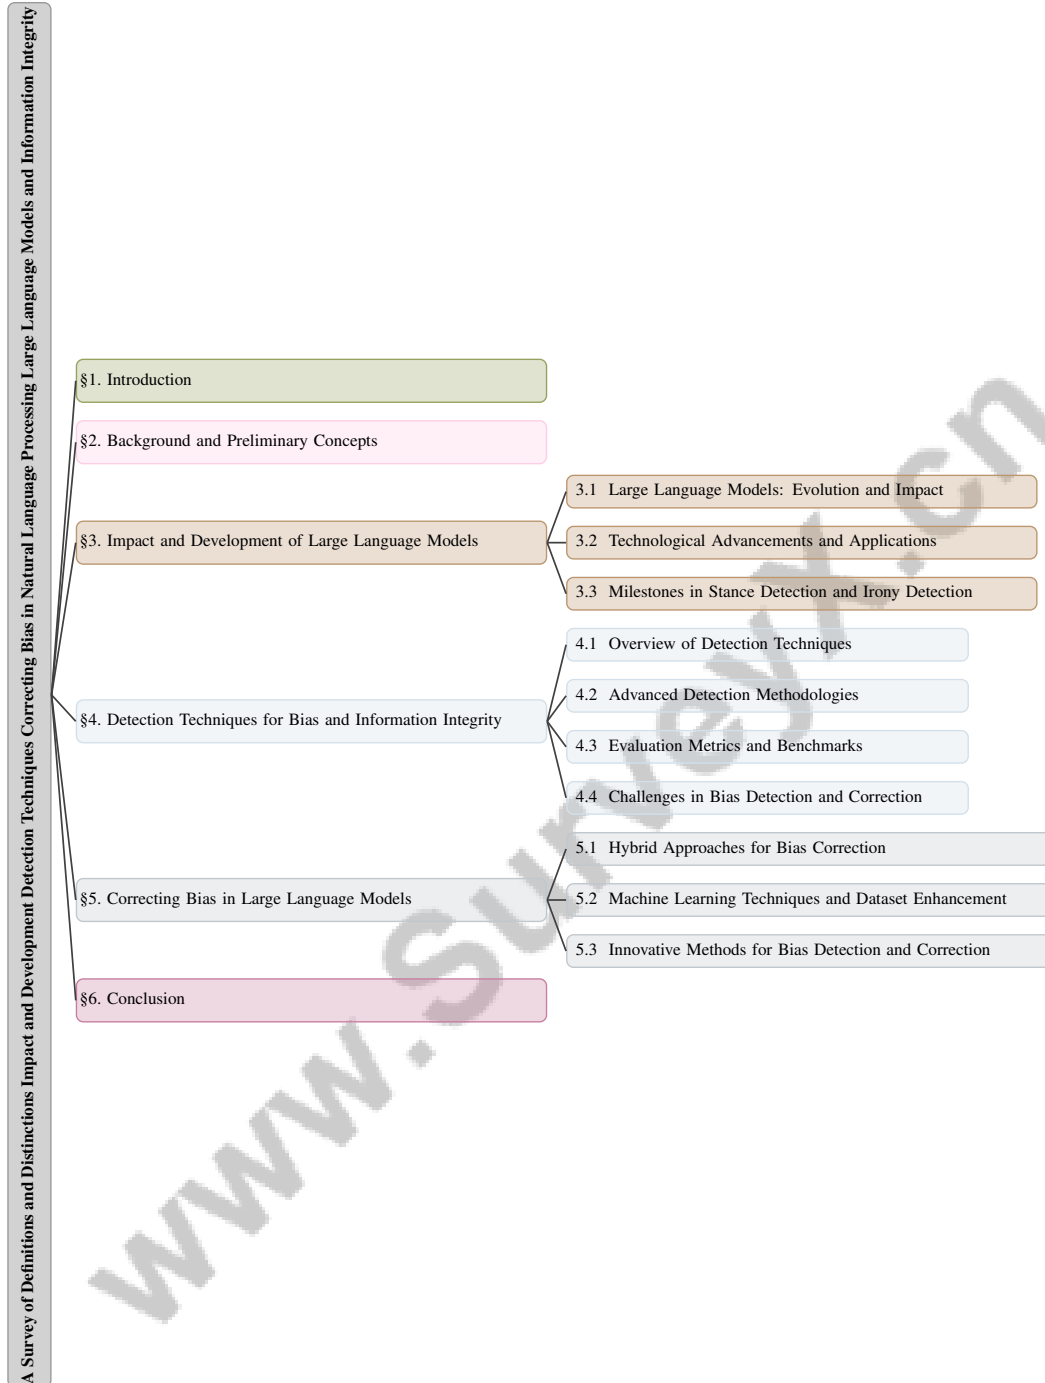 A Survey of Definitions and Distinctions Impact and Development Detection Techniques Correcting Bias in Natural Language Processing Large Language Models and Information Integrity
§1. Introduction
§2. Background and Preliminary Concepts
§3. Impact and Development of Large Language Models
3.1 Large Language Models: Evolution and Impact
3.2 Technological Advancements and Applications
3.3 Milestones in Stance Detection and Irony Detection
§4. Detection Techniques for Bias and Information Integrity
4.1 Overview of Detection Techniques
4.2 Advanced Detection Methodologies
4.3 Evaluation Metrics and Benchmarks
4.4 Challenges in Bias Detection and Correction
§5. Correcting Bias in Large Language Models
5.1 Hybrid Approaches for Bias Correction
5.2 Machine Learning Techniques and Dataset Enhancement
5.3 Innovative Methods for Bias Detection and Correction
§6. Conclusion
www.Surveyx.cn